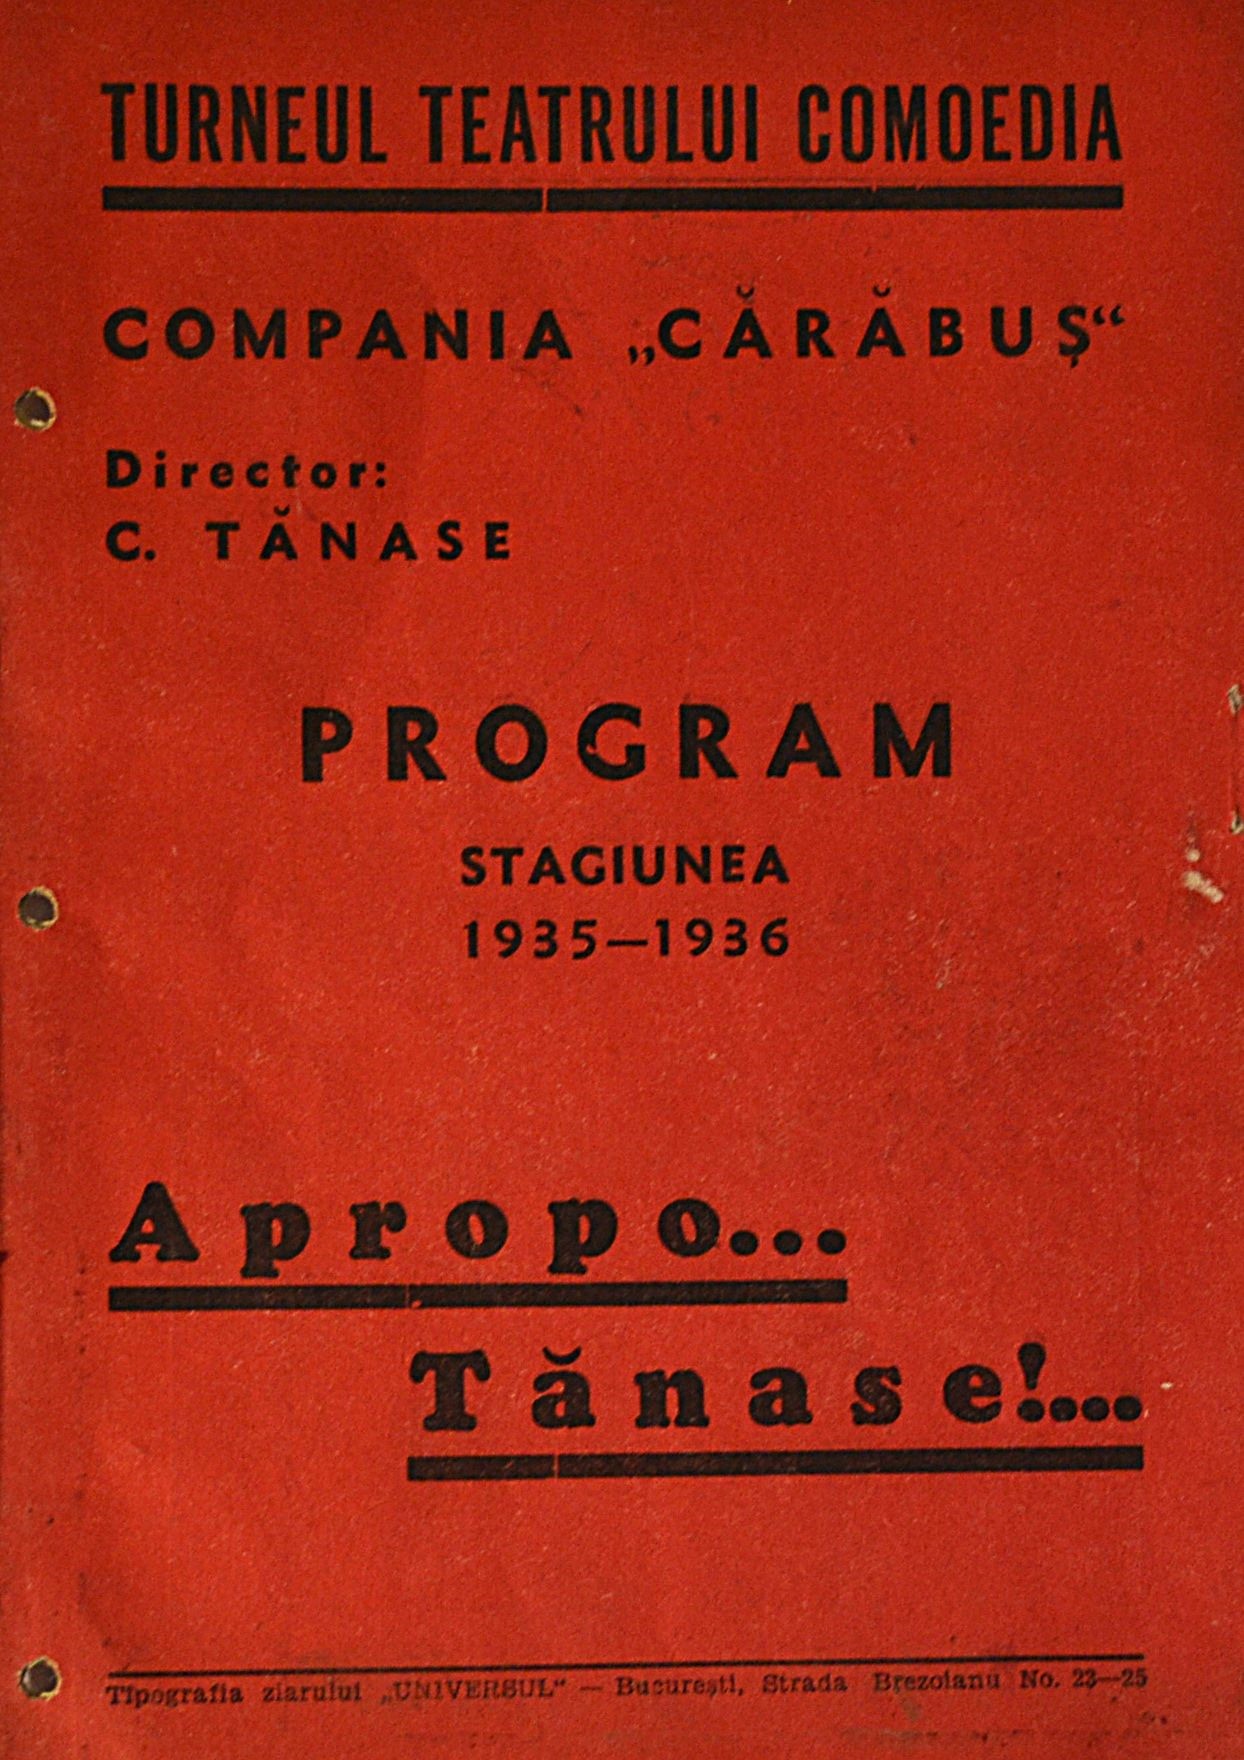 TURNEUL TEATRULUI COMOEDIA
COMPANIA „CĂRĂBUȘ“
Director:
C. TĂNASE
PROGRAM
STAGIUNEA
1935—1936
Apropo...
Tănase!....
Tipografia ziarului „UNIVERSUL“ — București, Strada Brezoianu No. 23—25